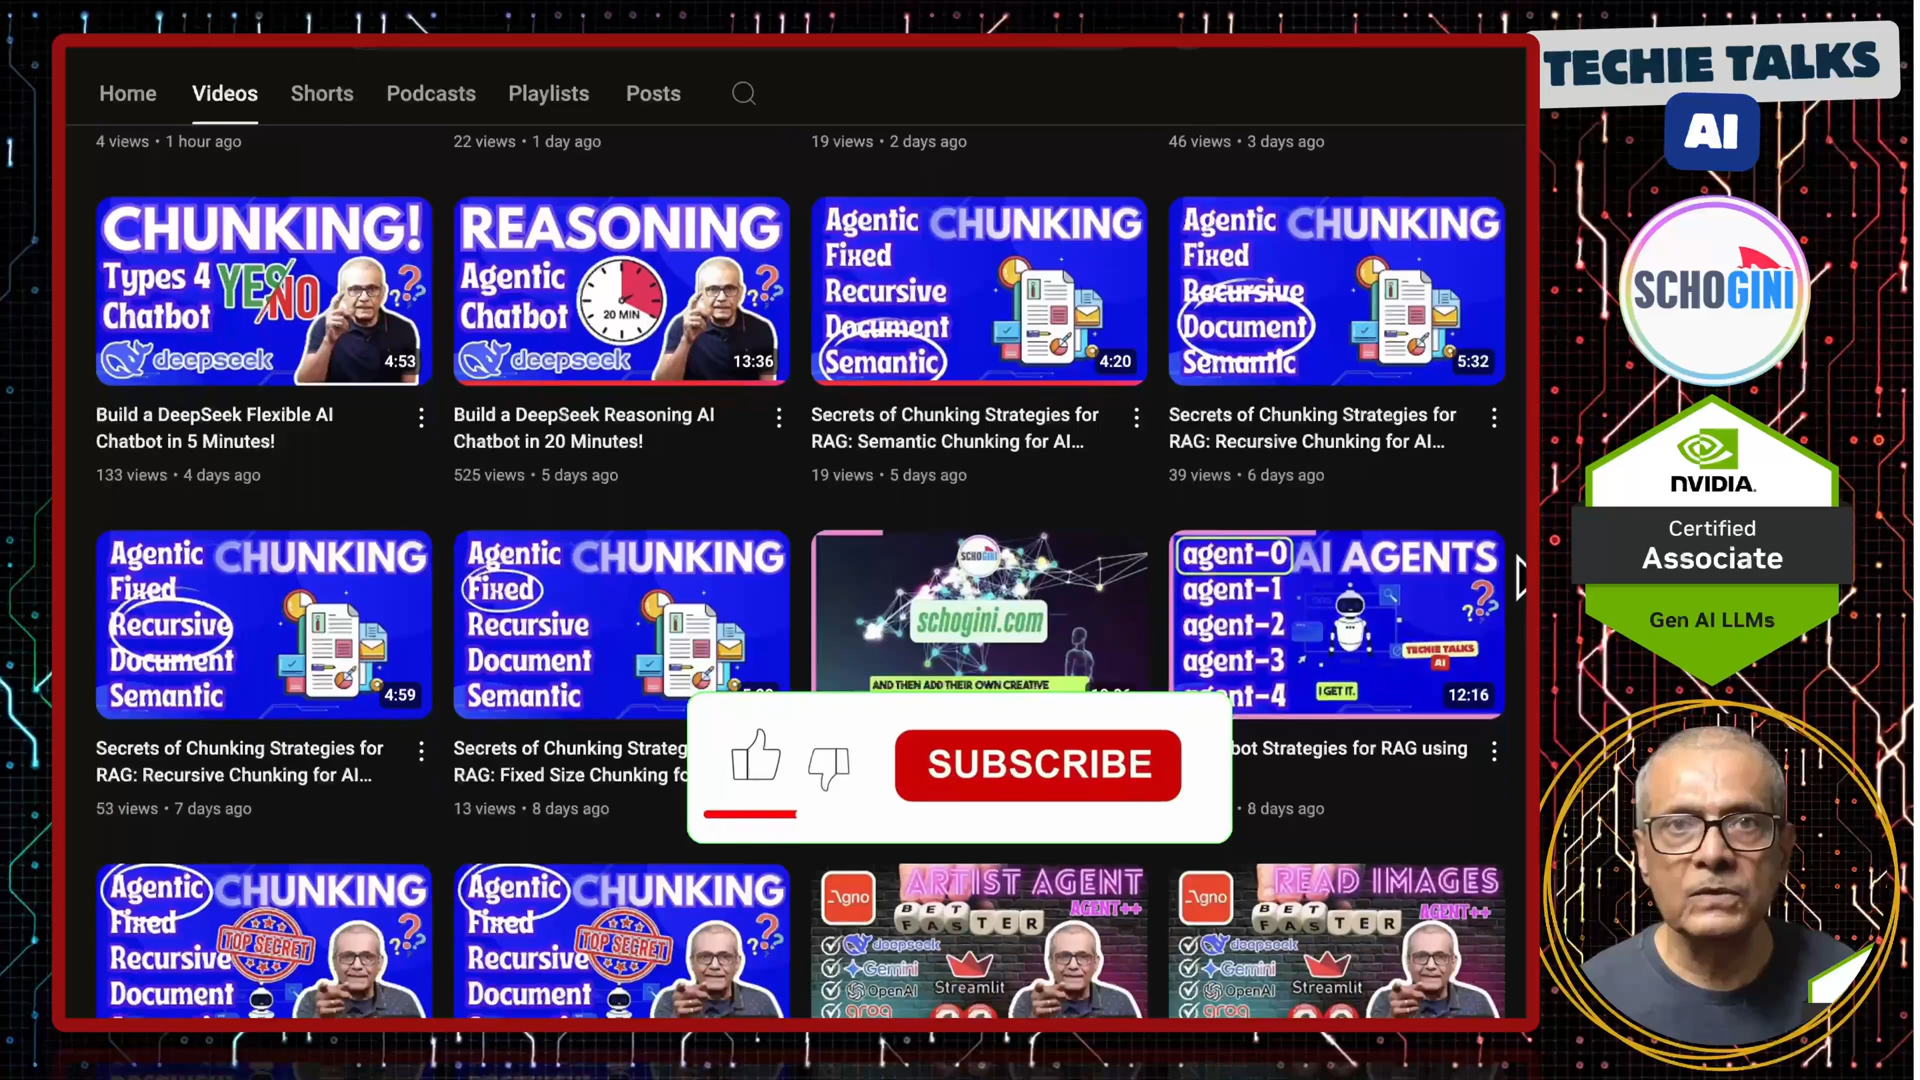 Home Videos Shorts Podcasts Playlists Posts
4 views • 1 hour ago
22 views • 1 day ago
19 views • 2 days ago
46 views • 3 days ago
CHUNKING!
Types 4
YES/NO
Chatbot
deepseek
4:53
REASONING
Agentic
Chatbot
20 MIN
deepseek
13:36
Agentic CHUNKING
Fixed
Recursive
Document
Semantic
4:20
Agentic CHUNKING
Fixed
Recursive
Document
Semantic
5:32
Build a DeepSeek Flexible AI
Chatbot in 5 Minutes!
133 views • 4 days ago
Build a DeepSeek Reasoning AI
Chatbot in 20 Minutes!
525 views • 5 days ago
Secrets of Chunking Strategies for
RAG: Semantic Chunking for AI...
19 views • 5 days ago
Secrets of Chunking Strategies for
RAG: Recursive Chunking for AI...
39 views • 6 days ago
Agentic CHUNKING
Fixed
Recursive
Document
Semantic
4:59
Agentic CHUNKING
Fixed
Recursive
Document
Semantic
SCHOGINI
schogini.com
AND THEN ADD THEIR OWN CREATIVE
agent-0 AI AGENTS
agent-1
agent-2
agent-3
agent-4
TECHIE TALKS
AI
I GET IT.
12:16
Secrets of Chunking Strategies for
RAG: Recursive Chunking for AI...
53 views • 7 days ago
Secrets of Chunking
RAG: Fixed Size Chunking
13 views • 8 days ago
Strategies for RAG using
• 8 days ago
SUBSCRIBE
Agentic CHUNKING
Fixed
Recursive
Document
TOP SECRET
Agentic CHUNKING
Fixed
Recursive
Document
TOP SECRET
agno
ARTIST AGENT
AGENT++
BETTER
FASTER
deepseek
Gemini
OpenAI
groq
Streamlit
agno
READ IMAGES
AGENT++
BETTER
FASTER
deepseek
Gemini
OpenAI
groq
Streamlit
TECHIE TALKS
AI
SCHOGINI
NVIDIA.
Certified
Associate
Gen AI LLMs